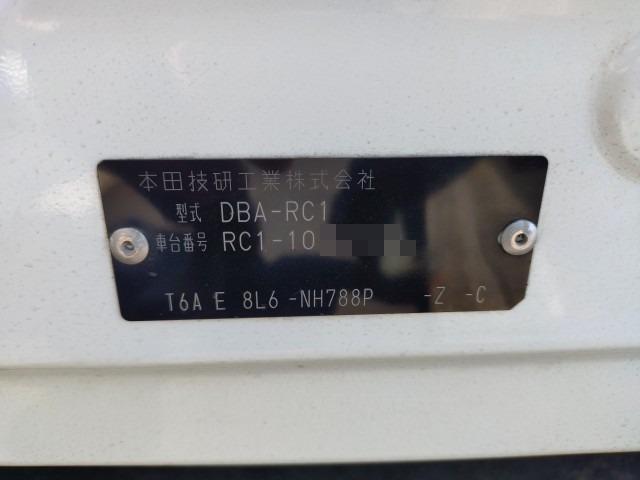 本田技研工業株式会社
型式 DBA-RC1
車台番号 RC1-10
T6A E 8L6 -NH788P -Z -C